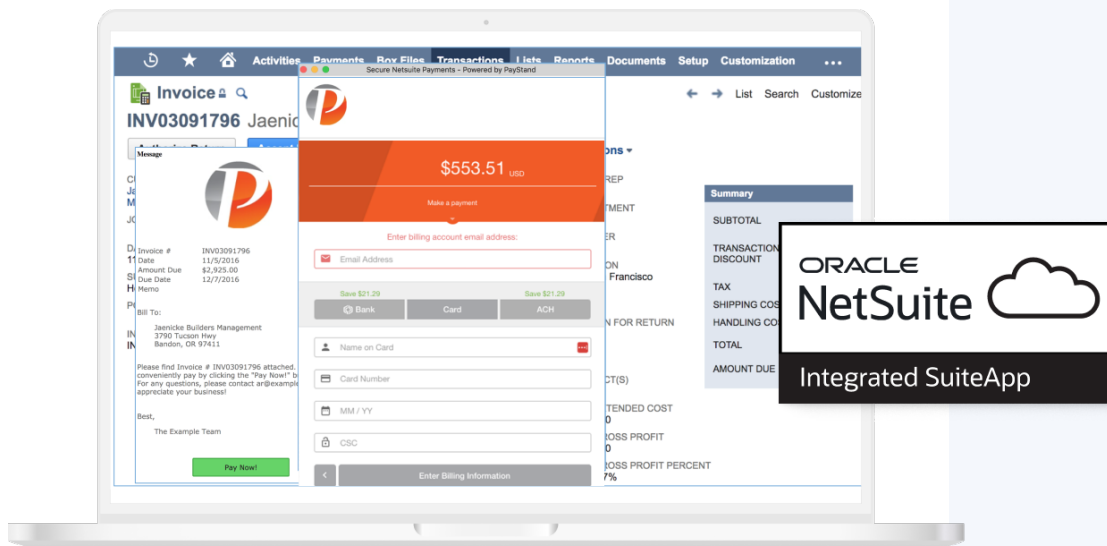 Activities Payments Box Files Transactions Lists Reports Documents Setup Customization
Secure Netsuite Payments - Powered by PayStand
Invoice
List Search Customize
INV03091796 Jaenic
Message
$553.51 USD
Make a payment
Enter billing account email address:
Email Address
Save $21.29 Save $21.29
Bank Card ACH
Name on Card
Card Number
MM / YY
CSC
Enter Billing Information
Invoice # INV03091796
Date 11/5/2016
Amount Due $2,925.00
Due Date 12/7/2016
Memo
Bill To:
Jaenicke Builders Management
3790 Tucson Hwy
Bandon, OR 97411
Please find Invoice # INV03091796 attached.
conveniently pay by clicking the "Pay Now!" b
For any questions, please contact ar@example
appreciate your business!
Best,
The Example Team
Pay Now!
ons
REP
TMENT
ER
ON
Francisco
N FOR RETURN
CT(S)
TENDED COST
0
ROSS PROFIT
0
ROSS PROFIT PERCENT
7%
Summary
SUBTOTAL
TRANSACTION
DISCOUNT
TAX
SHIPPING COS
HANDLING CO
TOTAL
AMOUNT DUE
ORACLE
NetSuite
Integrated SuiteApp